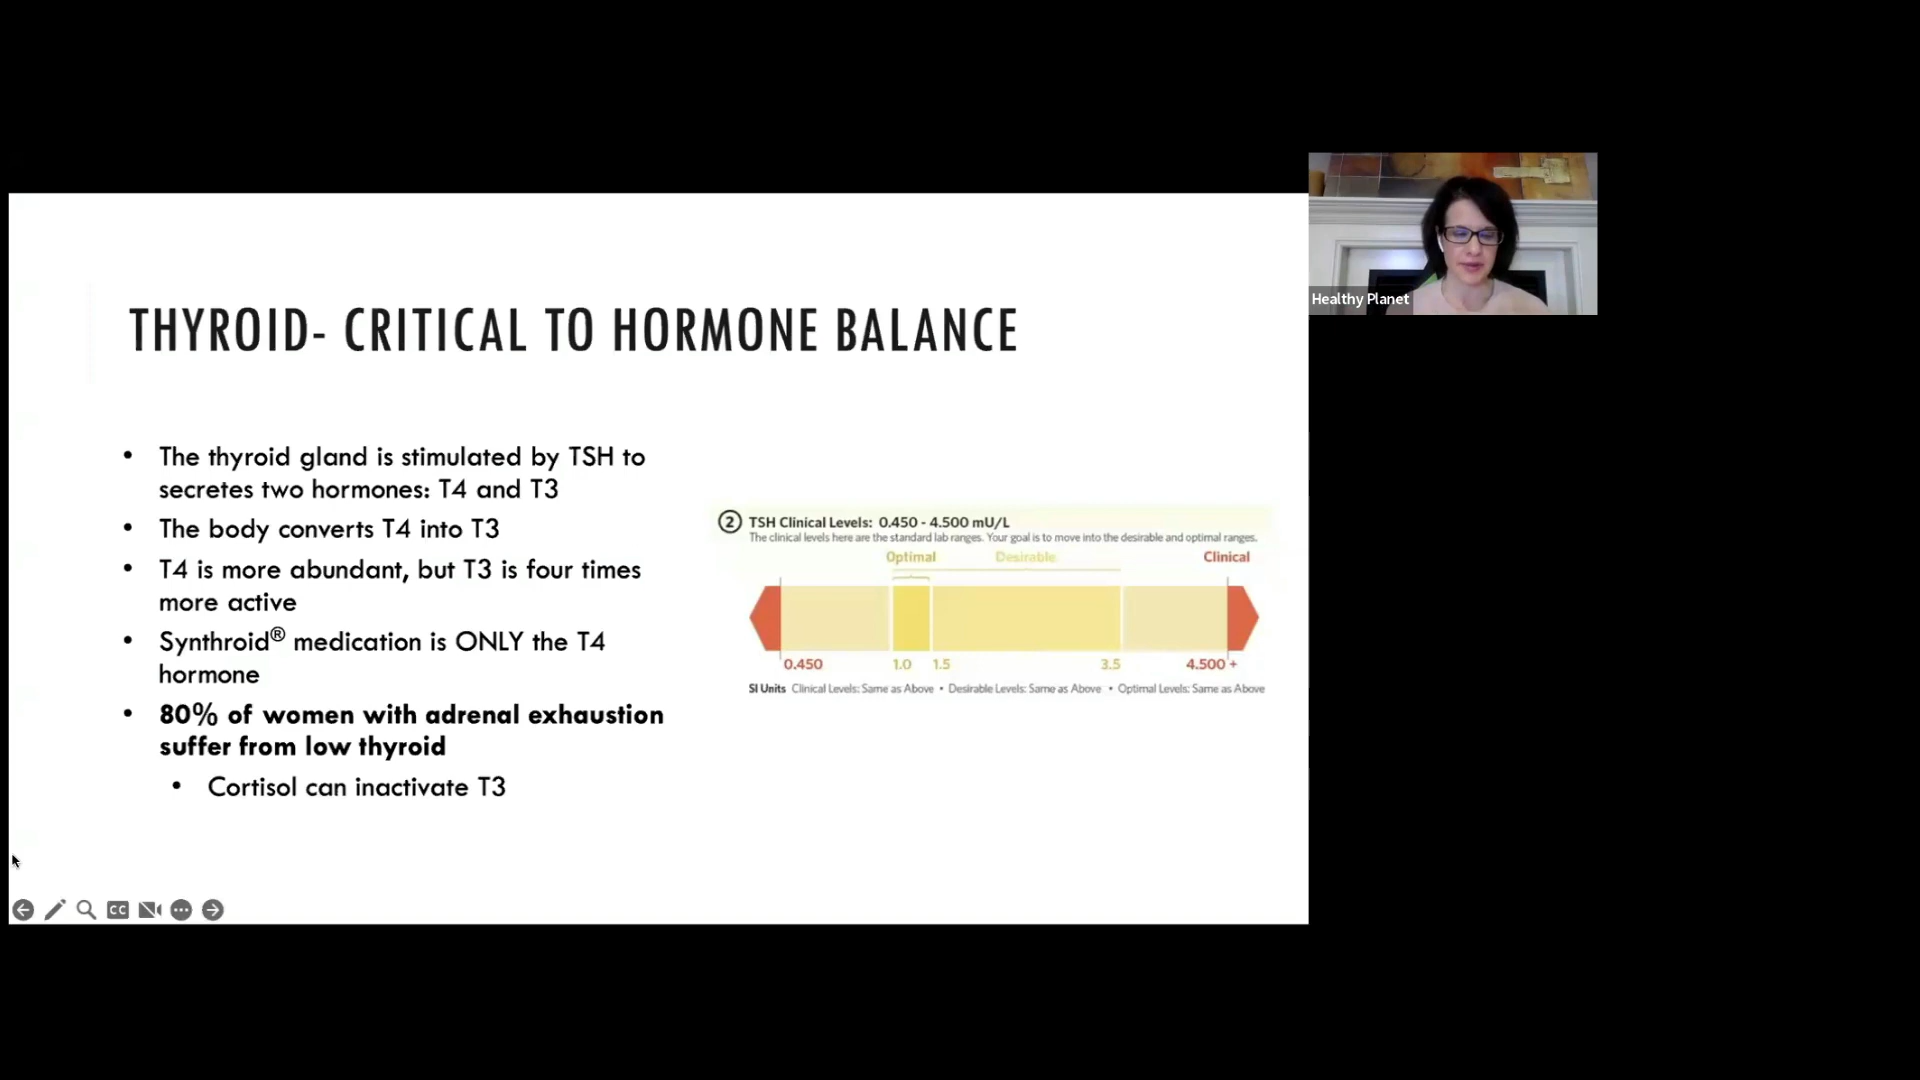 THYROID- CRITICAL TO HORMONE BALANCE
• The thyroid gland is stimulated by TSH to
secretes two hormones: T4 and T3
• The body converts T4 into T3
• T4 is more abundant, but T3 is four times
more active
• Synthroid® medication is ONLY the T4
hormone
• 80% of women with adrenal exhaustion
suffer from low thyroid
• Cortisol can inactivate T3
2 TSH Clinical Levels: 0.450 - 4.500 mU/L
The clinical levels here are the standard lab ranges. Your goal is to move into the desirable and optimal ranges.
Optimal Desirable Clinical
0.450 1.0 1.5 3.5 4.500 +
SI Units Clinical Levels: Same as Above • Desirable Levels: Same as Above • Optimal Levels: Same as Above
Healthy Planet
CC